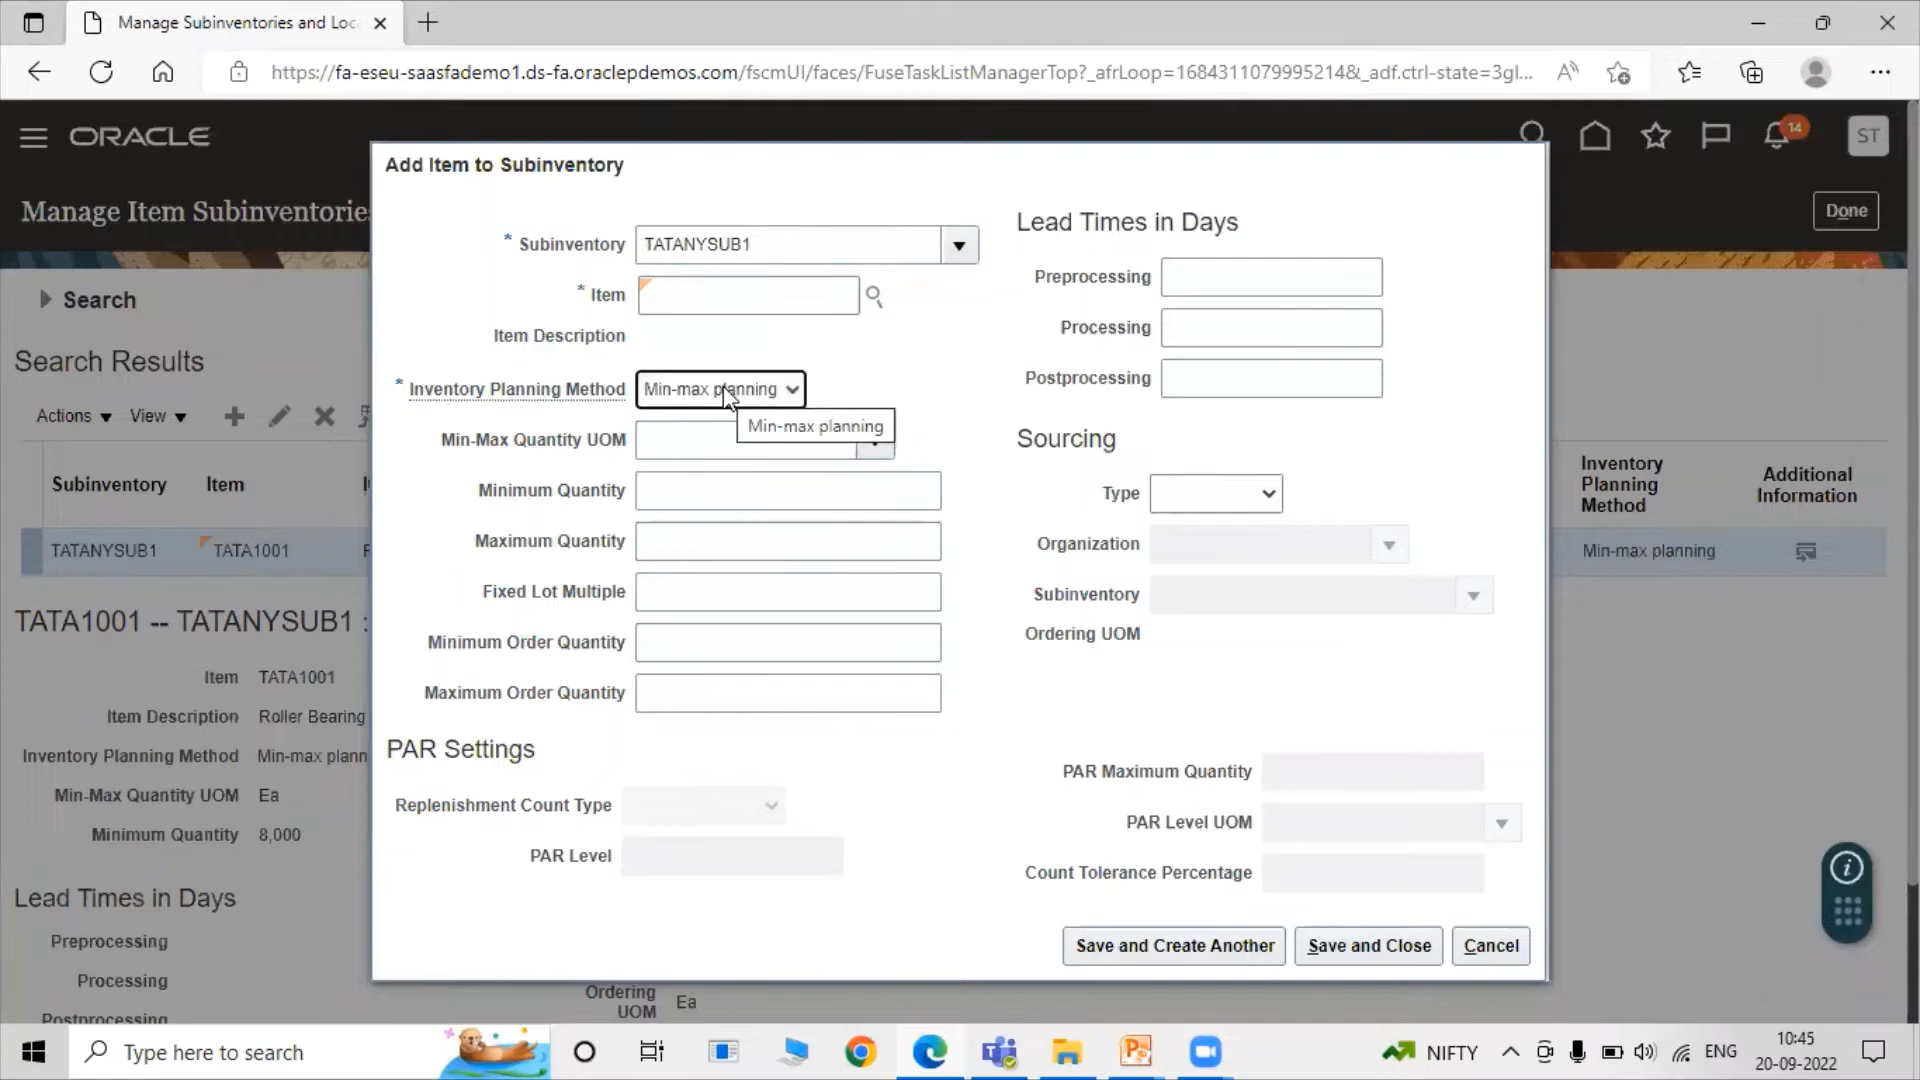 Manage Subinventories and Loc
https://fa-eseu-saasfademo1.ds-fa.oraclepdemos.com/fscmUI/faces/FuseTaskListManagerTop?_afrLoop=1684311079995214&_adf.ctrl-state=3gl...
ORACLE
14
ST
Manage Item Subinventorie
Done
Search
Search Results
Actions
View
Subinventory
Item
Inventory Planning Method
Additional Information
TATANYSUB1
TATA1001
Min-max planning
TATA1001 -- TATANYSUB1 :
Item TATA1001
Item Description Roller Bearing
Inventory Planning Method Min-max plann
Min-Max Quantity UOM Ea
Minimum Quantity 8,000
Lead Times in Days
Preprocessing
Processing
Postprocessing
Ordering UOM Ea
Add Item to Subinventory
* Subinventory TATANYSUB1
* Item
Item Description
* Inventory Planning Method Min-max planning
Min-max planning
Min-Max Quantity UOM
Minimum Quantity
Maximum Quantity
Fixed Lot Multiple
Minimum Order Quantity
Maximum Order Quantity
Lead Times in Days
Preprocessing
Processing
Postprocessing
Sourcing
Type
Organization
Subinventory
Ordering UOM
PAR Settings
Replenishment Count Type
PAR Level
PAR Maximum Quantity
PAR Level UOM
Count Tolerance Percentage
Save and Create Another
Save and Close
Cancel
Type here to search
NIFTY
ENG
10:45
20-09-2022